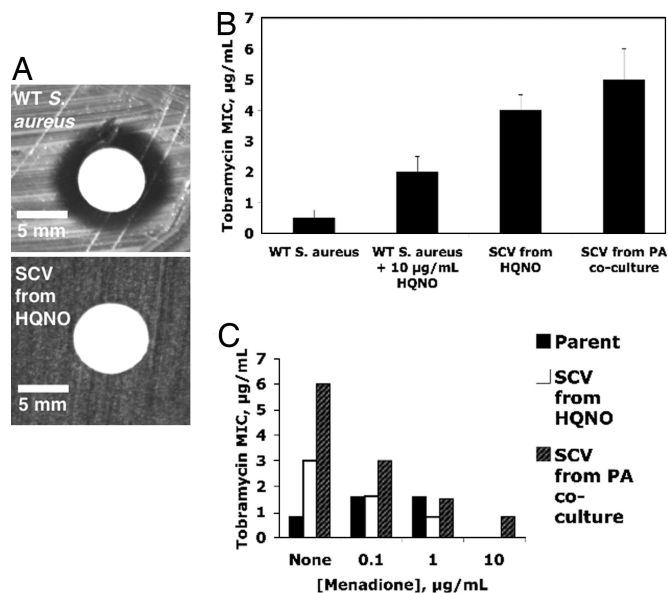 A
WT S.
aureus
5 mm
SCV
from
HQNO
5 mm
B
Tobramycin MIC, µg/mL
7
6
5
4
3
2
1
0
WT S. aureus
WT S. aureus
+ 10 µg/mL
HQNO
SCV from
HQNO
SCV from PA
co-culture
C
Tobramycin MIC, µg/mL
7
6
5
4
3
2
1
0
None 0.1 1 10
[Menadione], µg/mL
Parent
SCV
from
HQNO
SCV
from PA
co-
culture